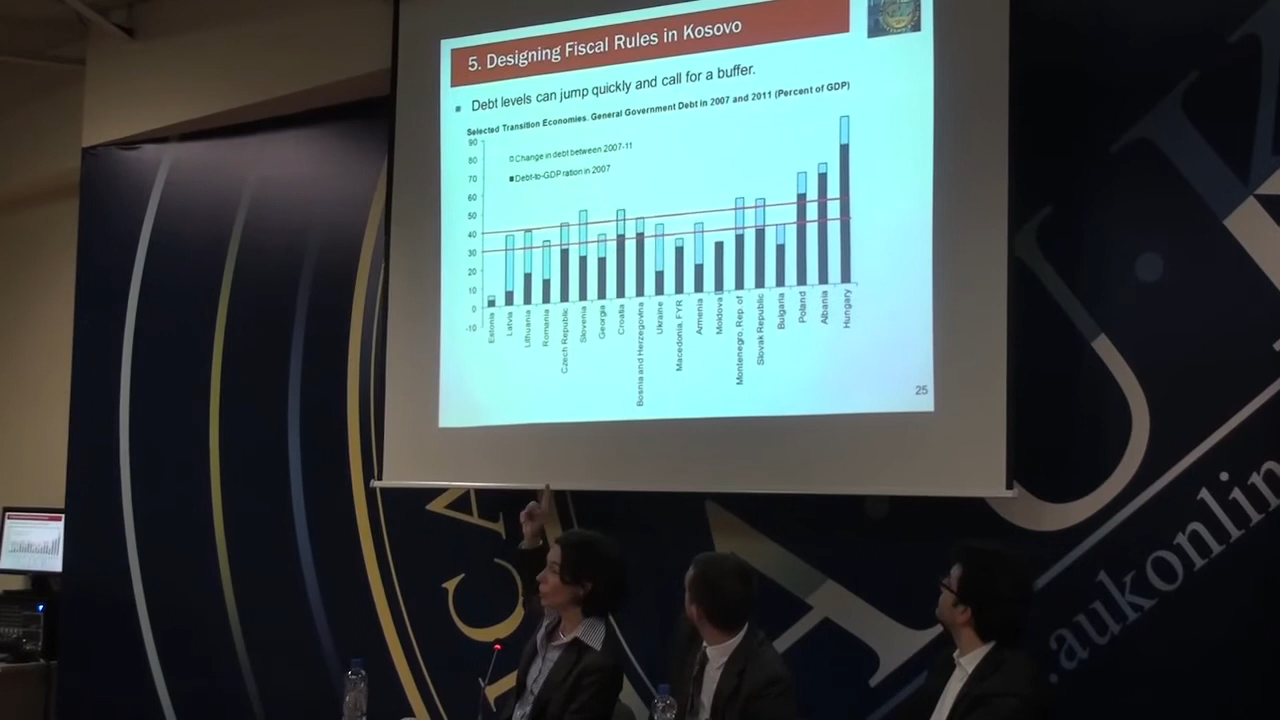 5. Designing Fiscal Rules in Kosovo
Debt levels can jump quickly and call for a buffer.
Selected Transition Economies. General Government Debt in 2007 and 2011 (Percent of GDP)
Change in debt between 2007-11
Debt-to-GDP ration in 2007
90
80
70
60
50
40
30
20
10
0
-10
Estonia
Latvia
Lithuania
Romania
Czech Republic
Slovenia
Georgia
Croatia
Bosnia and Herzegovina
Ukraine
Macedonia, FYR
Armenia
Moldova
Montenegro, Rep. of
Slovak Republic
Bulgaria
Poland
Albania
Hungary
25
ICA
AUK
.aukonlin